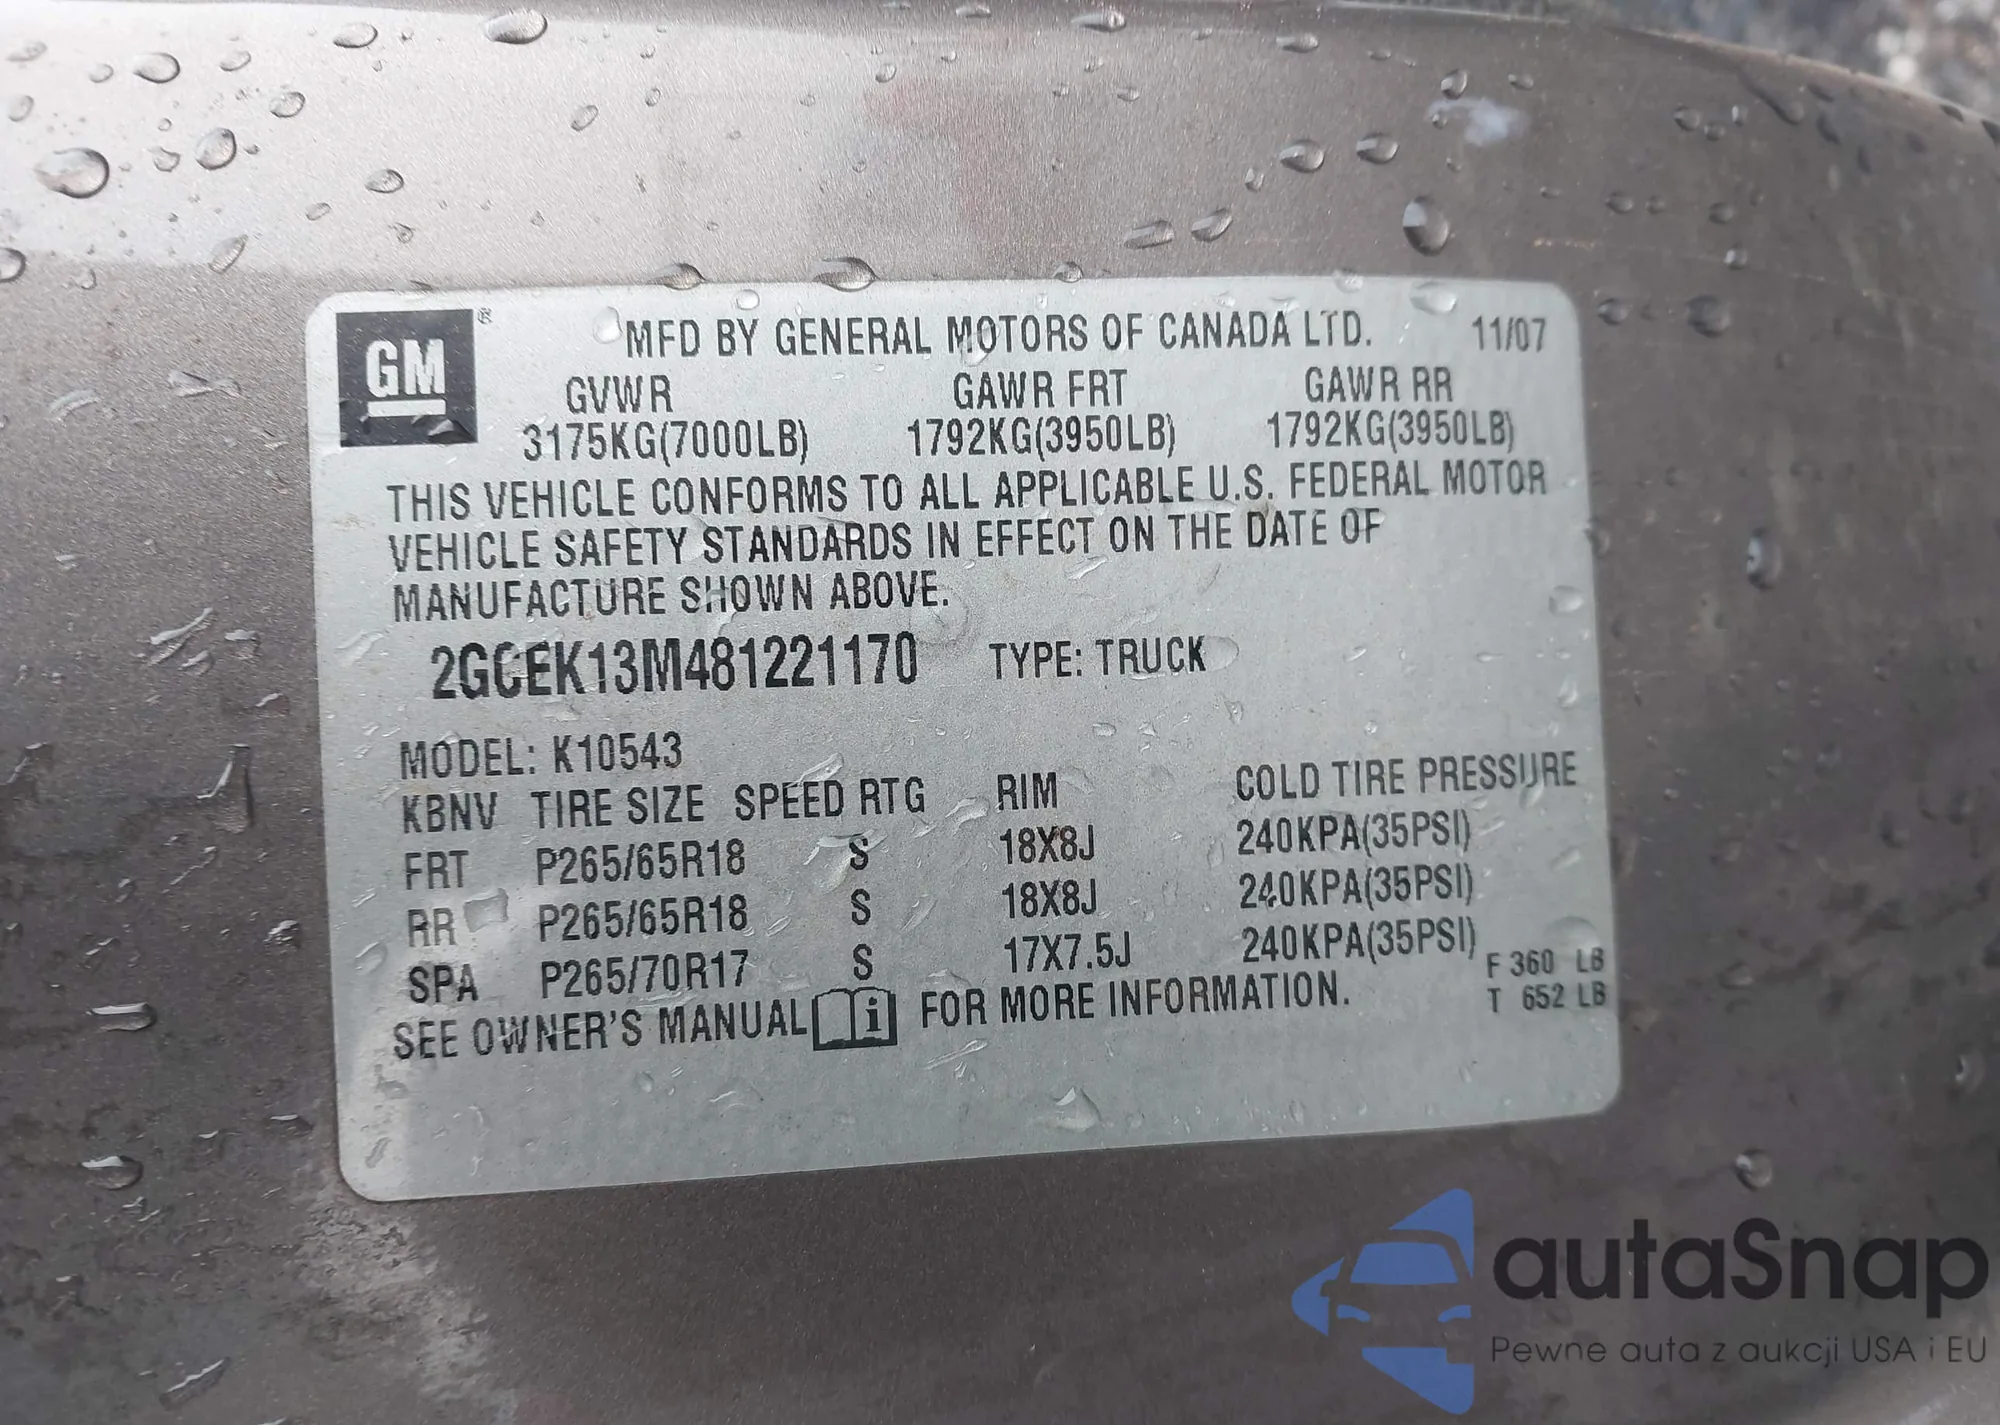 GM ® MFD BY GENERAL MOTORS OF CANADA LTD. 11/07
GVWR GAWR FRT GAWR RR
3175KG(7000LB) 1792KG(3950LB) 1792KG(3950LB)
THIS VEHICLE CONFORMS TO ALL APPLICABLE U.S. FEDERAL MOTOR
VEHICLE SAFETY STANDARDS IN EFFECT ON THE DATE OF
MANUFACTURE SHOWN ABOVE.
2GCEK13M481221170 TYPE: TRUCK
MODEL: K10543
KBNV TIRE SIZE SPEED RTG RIM COLD TIRE PRESSURE
FRT P265/65R18 S 18X8J 240KPA(35PSI)
RR P265/65R18 S 18X8J 240KPA(35PSI)
SPA P265/70R17 S 17X7.5J 240KPA(35PSI) F 360 LB
T 652 LB
SEE OWNER'S MANUAL i FOR MORE INFORMATION.
autaSnap
Pewne auta z aukcji USA i EU